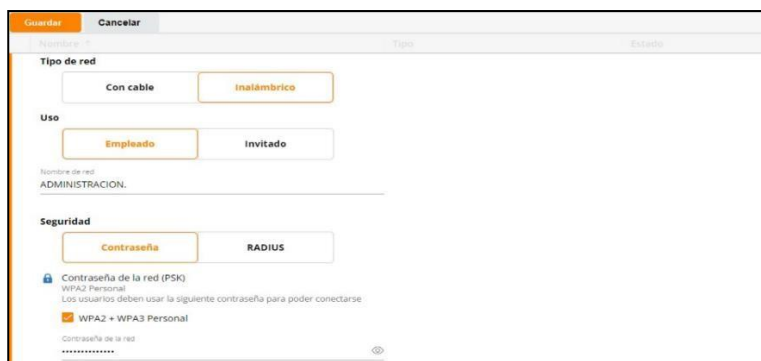 Guardar Cancelar
Nombre * Tipo Estado
Tipo de red
Con cable Inalámbrico
Uso
Empleado Invitado
Nombre de red
ADMINISTRACION.
Seguridad
Contraseña RADIUS
Contraseña de la red (PSK)
WPA2 Personal
Los usuarios deben usar la siguiente contraseña para poder conectarse
WPA2 + WPA3 Personal
Contraseña de la red
••••••••••••••